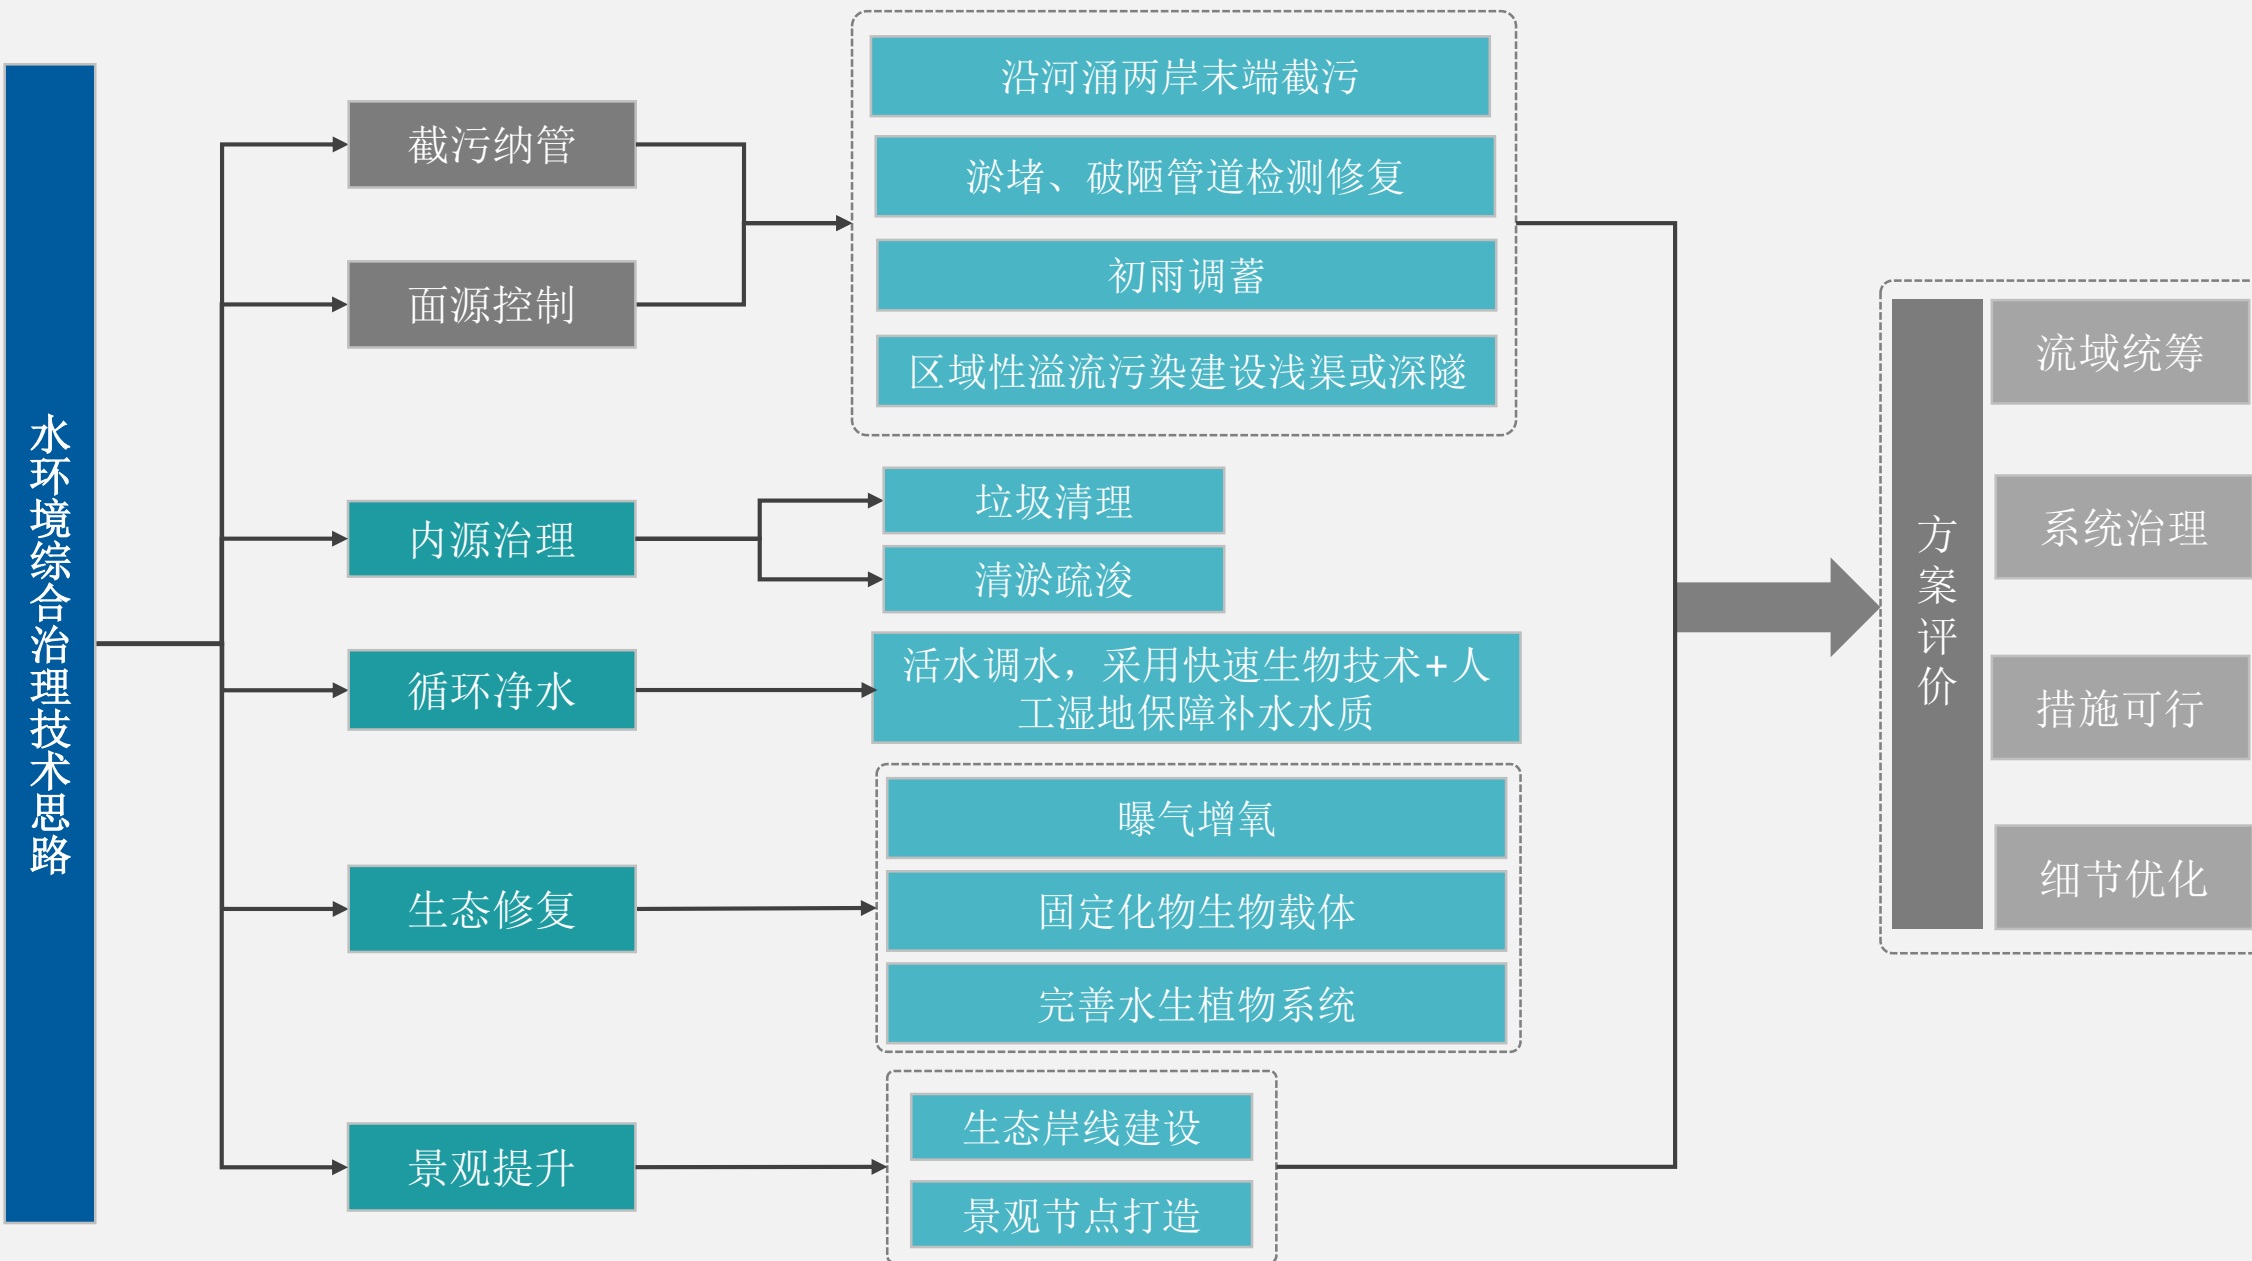 水环境综合治理技术思路
截污纳管
面源控制
沿河涌两岸末端截污
淤堵、破陋管道检测修复
初雨调蓄
区域性溢流污染建设浅渠或深隧
内源治理
垃圾清理
清淤疏浚
循环净水
活水调水，采用快速生物技术+人
工湿地保障补水水质
生态修复
曝气增氧
固定化物生物载体
完善水生植物系统
景观提升
生态岸线建设
景观节点打造
方案评价
流域统筹
系统治理
措施可行
细节优化